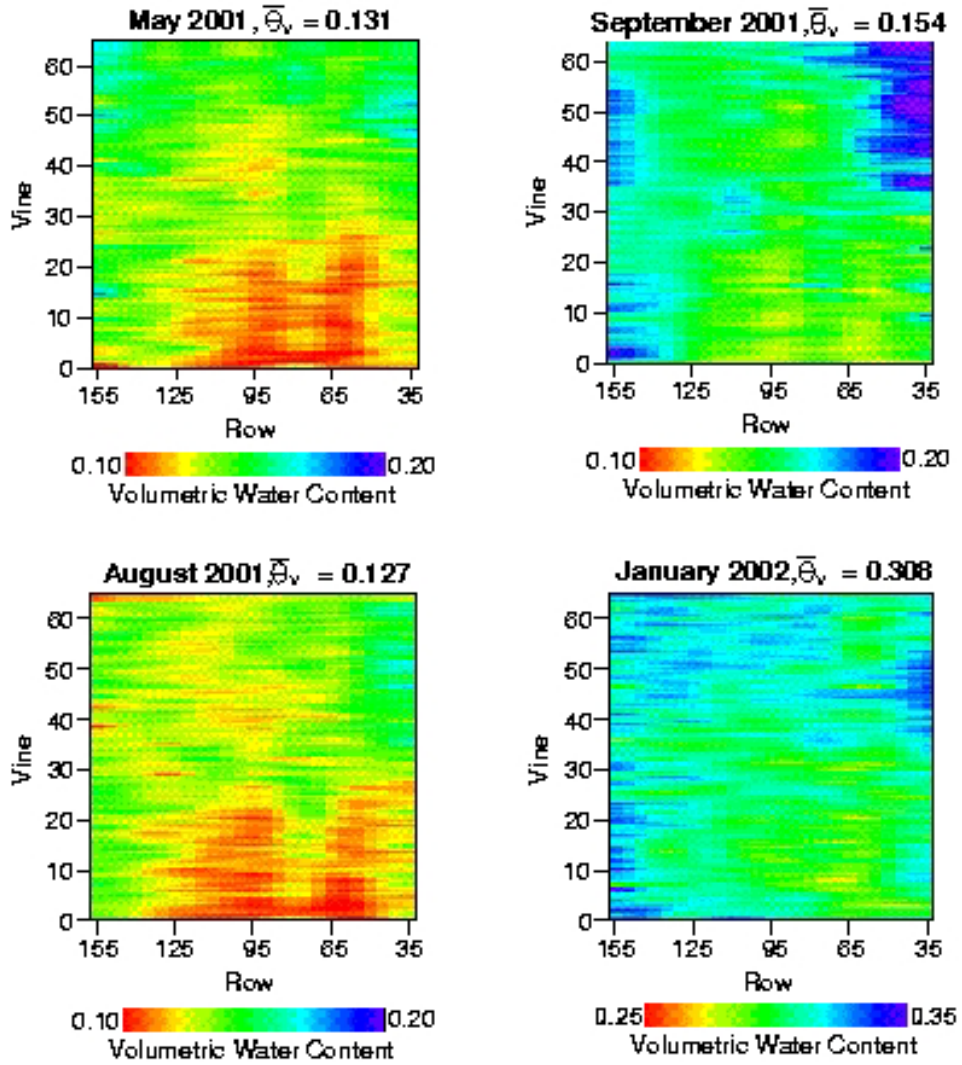 May 2001, θ̅ᵥ = 0.131
60
50
40
30
20
10
0
Vine
155 125 95 65 35
Row
0.10 0.20
Volumetric Water Content
September 2001, θ̅ᵥ = 0.154
60
50
40
30
20
10
0
Vine
155 125 95 65 35
Row
0.10 0.20
Volumetric Water Content
August 2001, θ̅ᵥ = 0.127
60
50
40
30
20
10
0
Vine
155 125 95 65 35
Row
0.10 0.20
Volumetric Water Content
January 2002, θ̅ᵥ = 0.308
60
50
40
30
20
10
0
Vine
155 125 95 65 35
Row
0.25 0.35
Volumetric Water Content